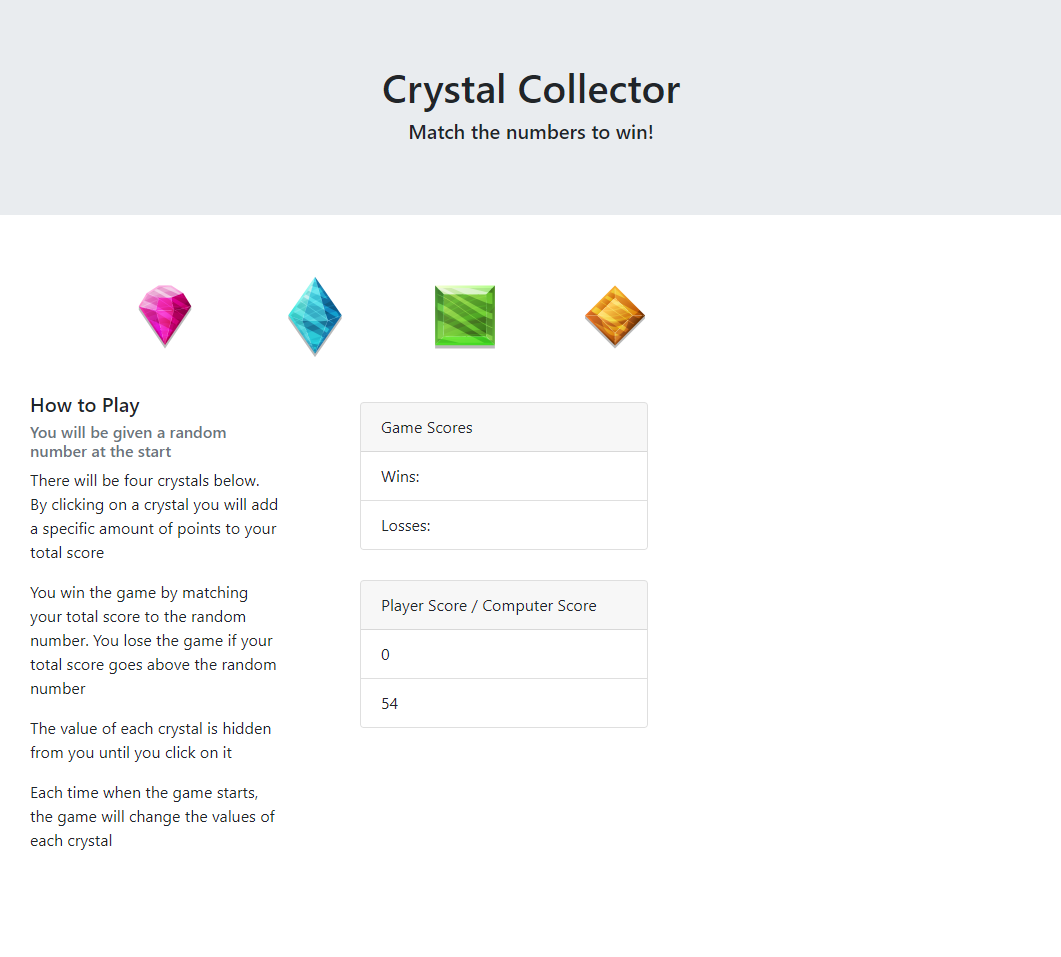 Crystal Collector
Match the numbers to win!
How to Play
You will be given a random
number at the start
There will be four crystals below.
By clicking on a crystal you will add
a specific amount of points to your
total score
You win the game by matching
your total score to the random
number. You lose the game if your
total score goes above the random
number
The value of each crystal is hidden
from you until you click on it
Each time when the game starts,
the game will change the values of
each crystal
Game Scores
Wins:
Losses:
Player Score / Computer Score
0
54